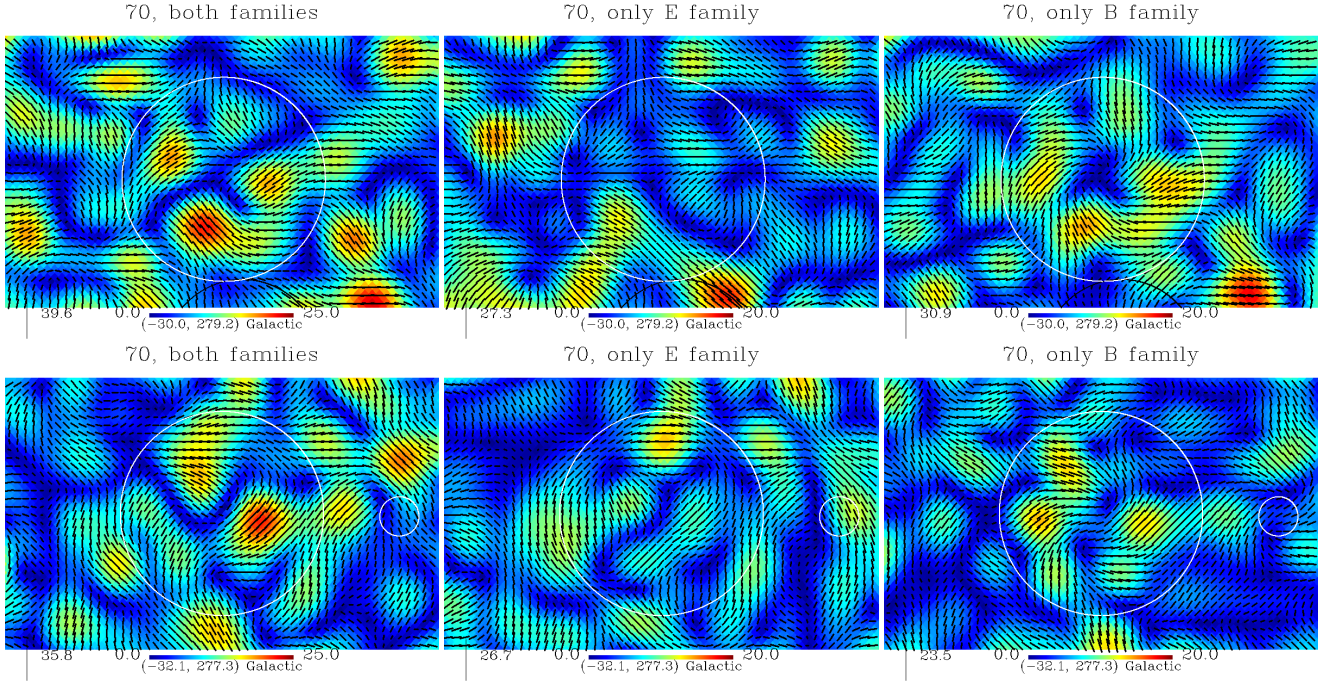 70, both families
70, only E family
70, only B family
39.6 0.0 25.0
(−30.0, 279.2) Galactic
27.3 0.0 20.0
(−30.0, 279.2) Galactic
30.9 0.0 20.0
(−30.0, 279.2) Galactic
70, both families
70, only E family
70, only B family
35.8 0.0 25.0
(−32.1, 277.3) Galactic
26.7 0.0 20.0
(−32.1, 277.3) Galactic
23.5 0.0 20.0
(−32.1, 277.3) Galactic